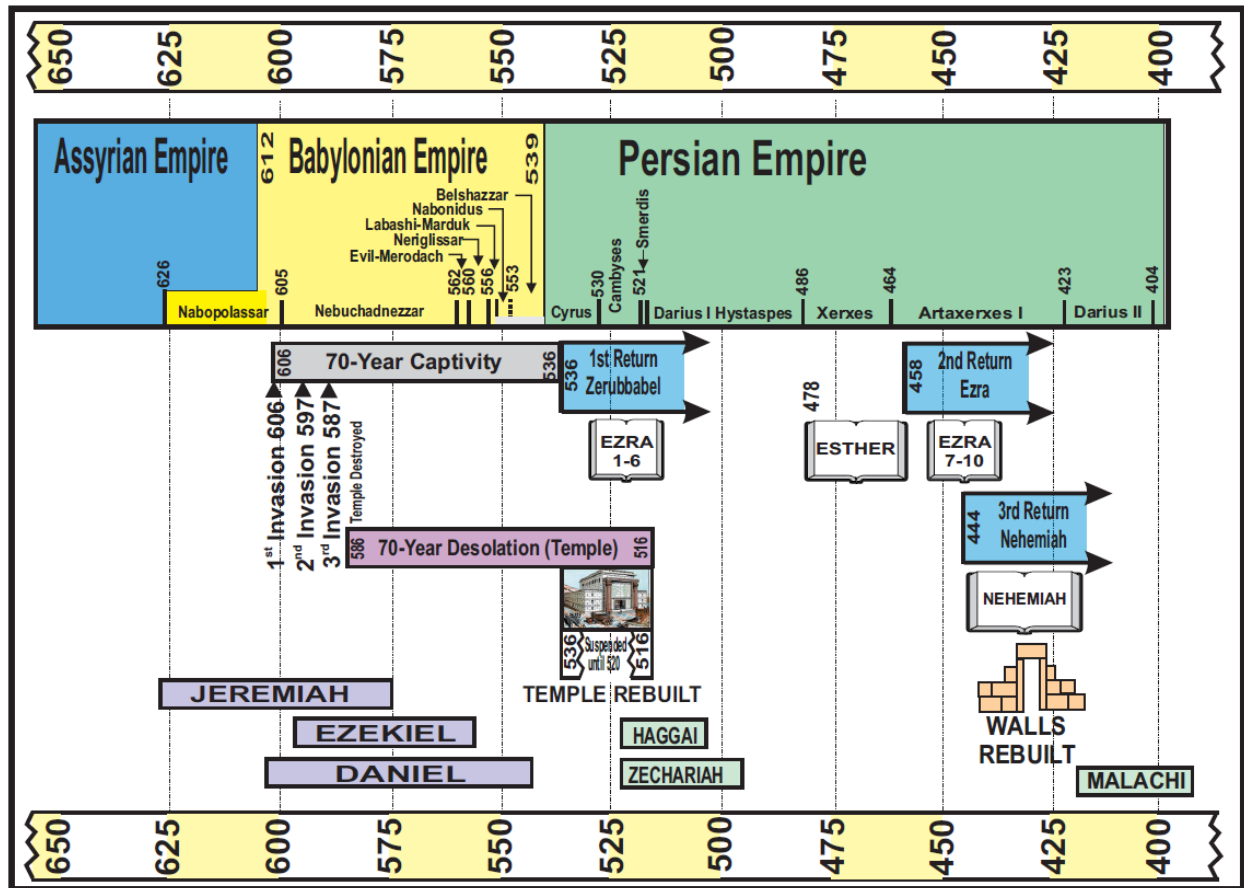 650 625 600 575 550 525 500 475 450 425 400
Assyrian Empire
612
Babylonian Empire
539
Persian Empire
Belshazzar
Nabonidus
Labashi-Marduk
Neriglissar
Evil-Merodach
626
605
562
560
556
553
530
Cambyses
521
Smerdis
486
464
423
404
Nabopolassar
Nebuchadnezzar
Cyrus
Darius I Hystaspes
Xerxes
Artaxerxes I
Darius II
606
70-Year Captivity
536
536
1st Return
Zerubbabel
458
2nd Return
Ezra
478
1st Invasion 606
2nd Invasion 597
3rd Invasion 587
Temple Destroyed
EZRA
1-6
ESTHER
EZRA
7-10
444
3rd Return
Nehemiah
586
70-Year Desolation (Temple)
516
NEHEMIAH
536
Suspended
until 520
516
TEMPLE REBUILT
WALLS
REBUILT
JEREMIAH
EZEKIEL
DANIEL
HAGGAI
ZECHARIAH
MALACHI
650 625 600 575 550 525 500 475 450 425 400